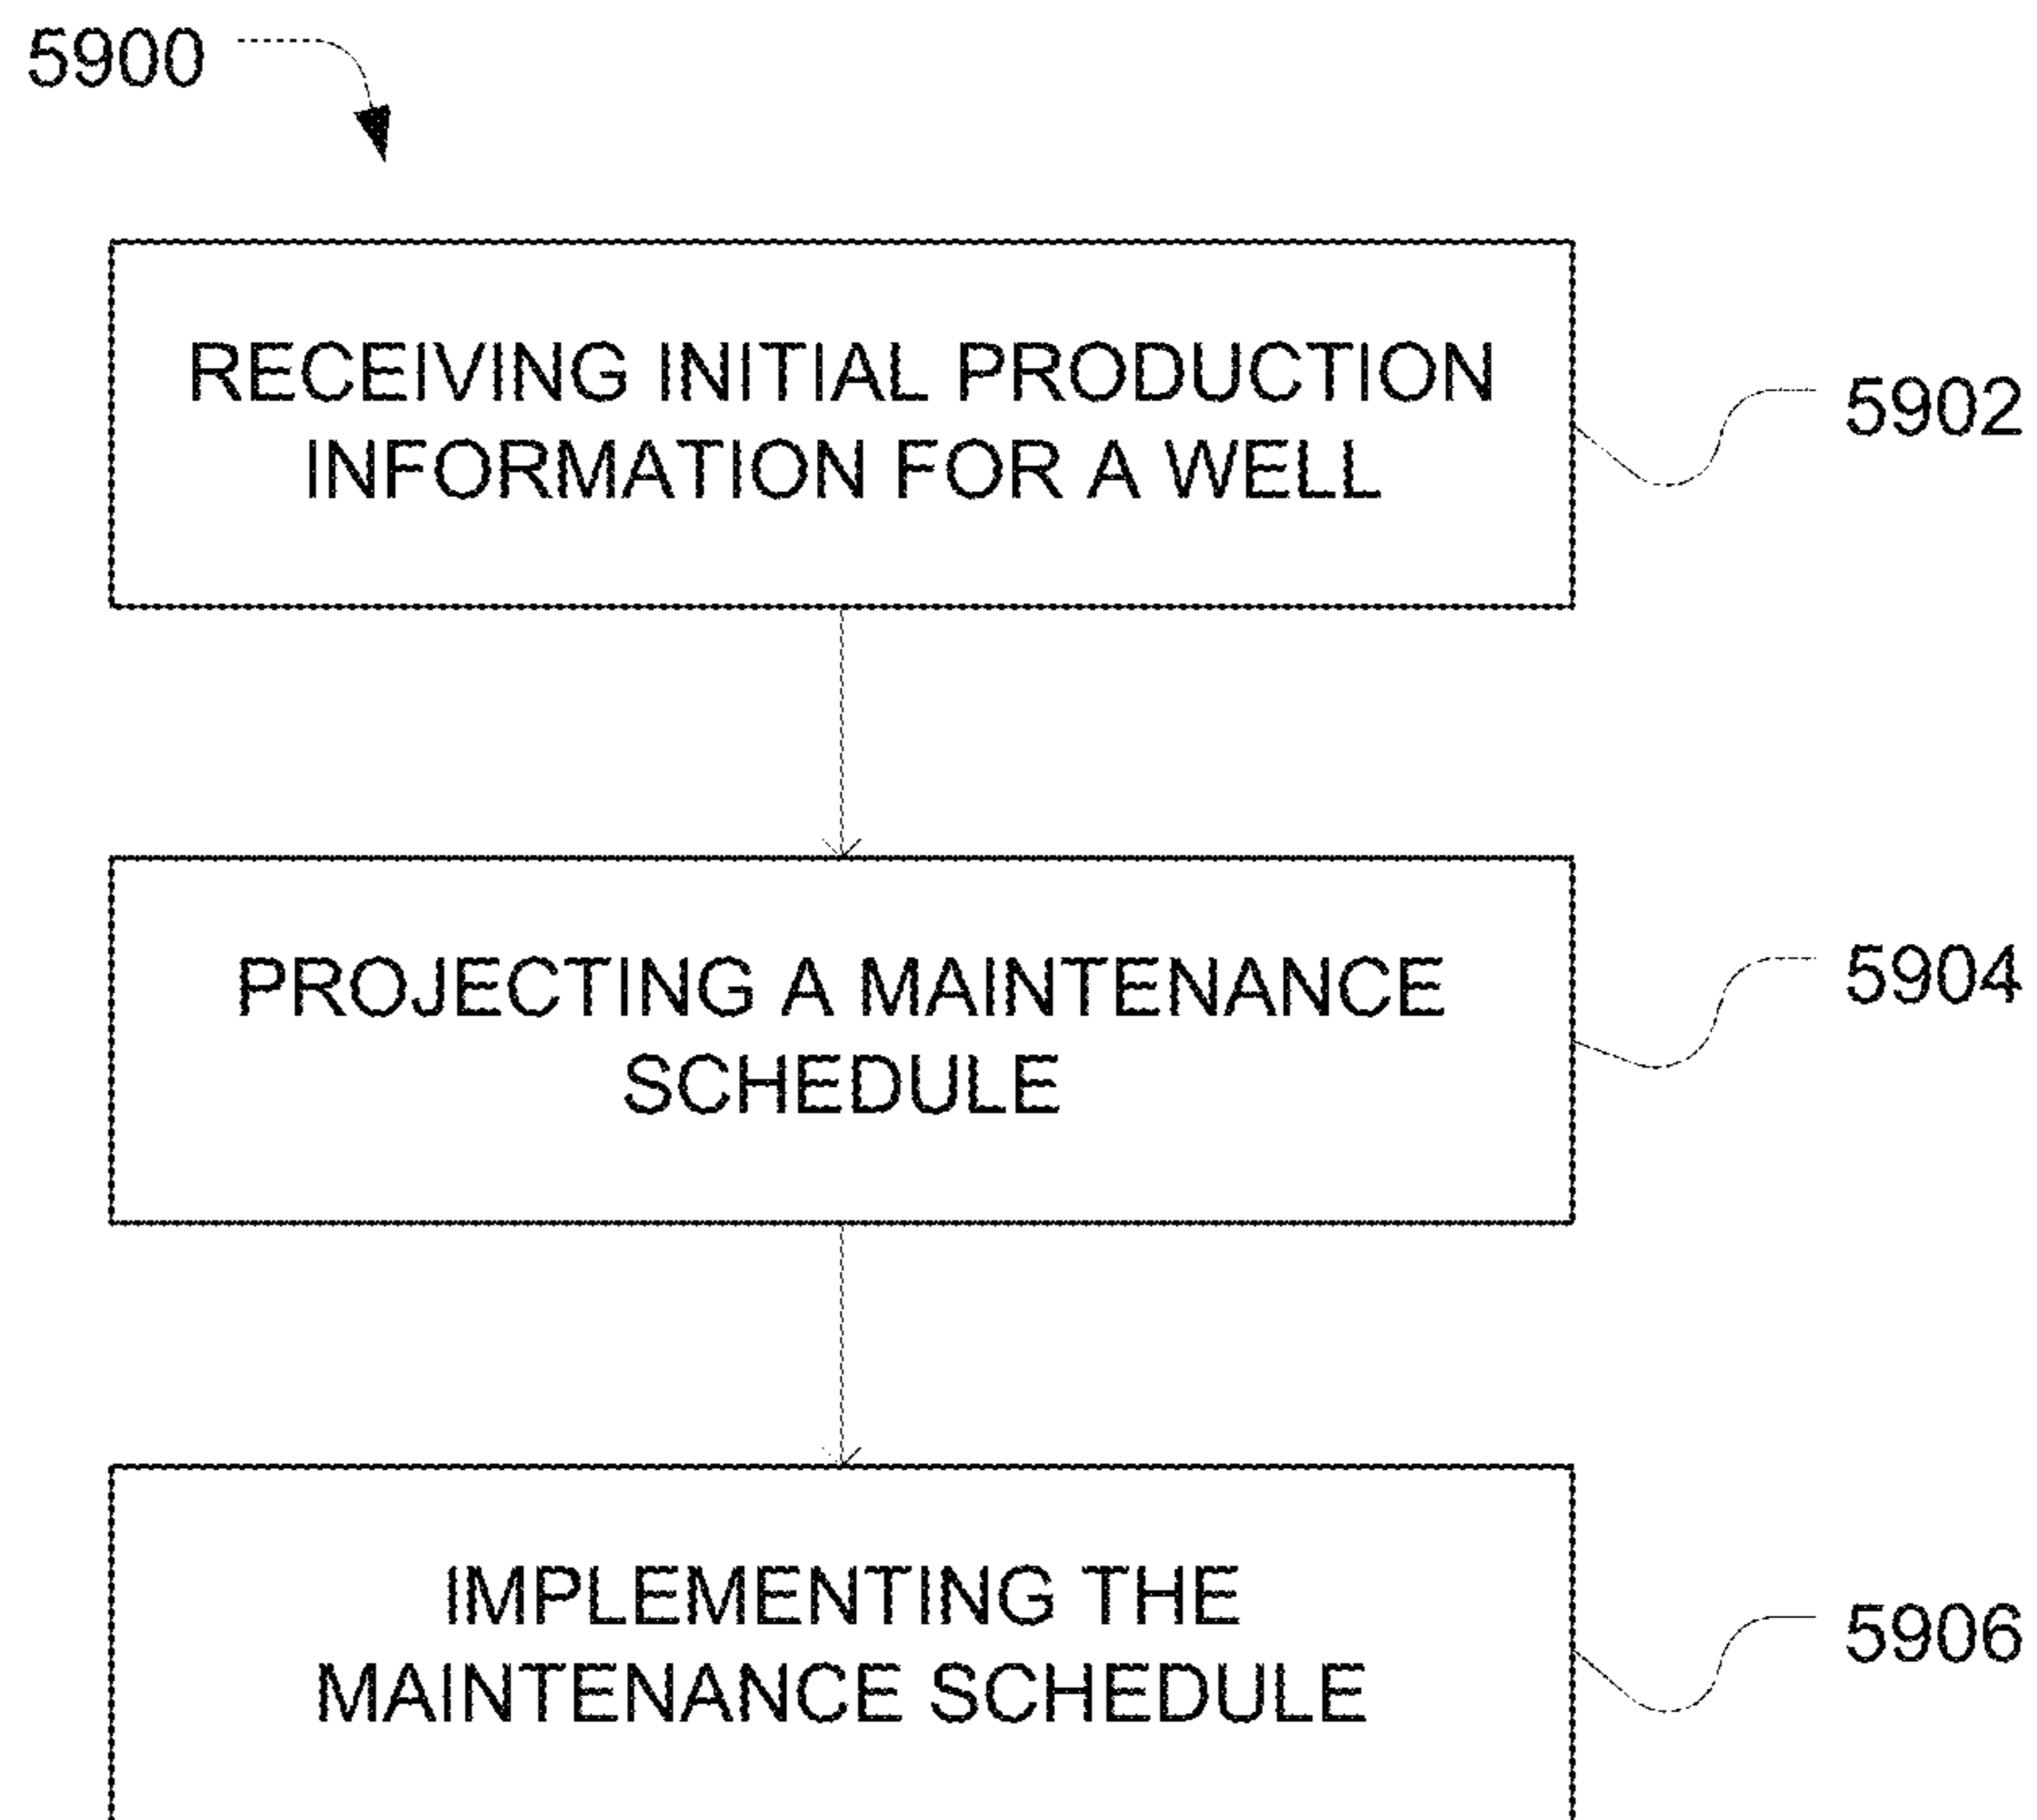 5900
RECEIVING INITIAL PRODUCTION
INFORMATION FOR A WELL
5902
PROJECTING A MAINTENANCE
SCHEDULE
5904
IMPLEMENTING THE
MAINTENANCE SCHEDULE
5906